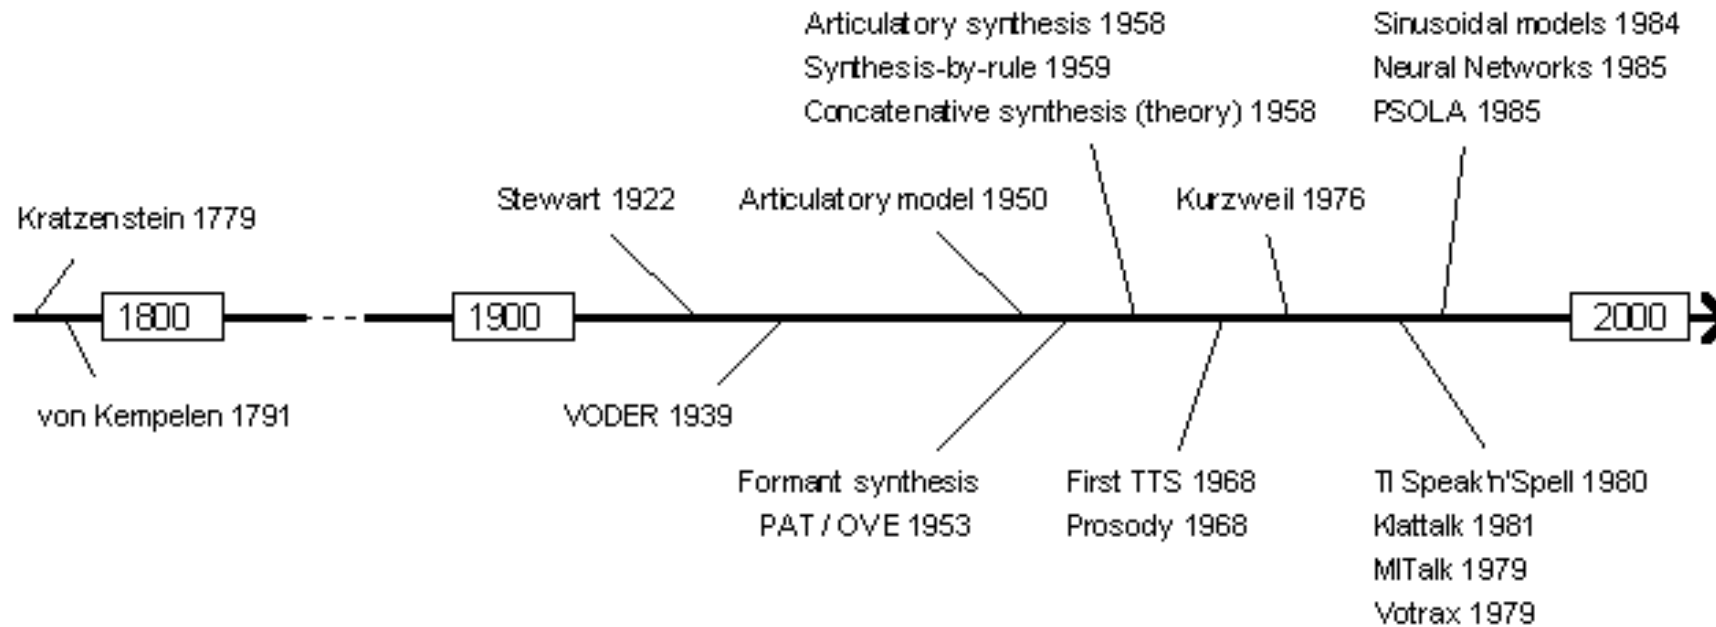 Articulatory synthesis 1958
Synthesis-by-rule 1959
Concatenative synthesis (theory) 1958
Sinusoidal models 1984
Neural Networks 1985
PSOLA 1985
Kratzenstein 1779
Stewart 1922
Articulatory model 1950
Kurzweil 1976
1800
1900
2000
von Kempelen 1791
VODER 1939
Formant synthesis
PAT / OVE 1953
First TTS 1968
Prosody 1968
TI Speak'n'Spell 1980
Klattalk 1981
MITalk 1979
Votrax 1979